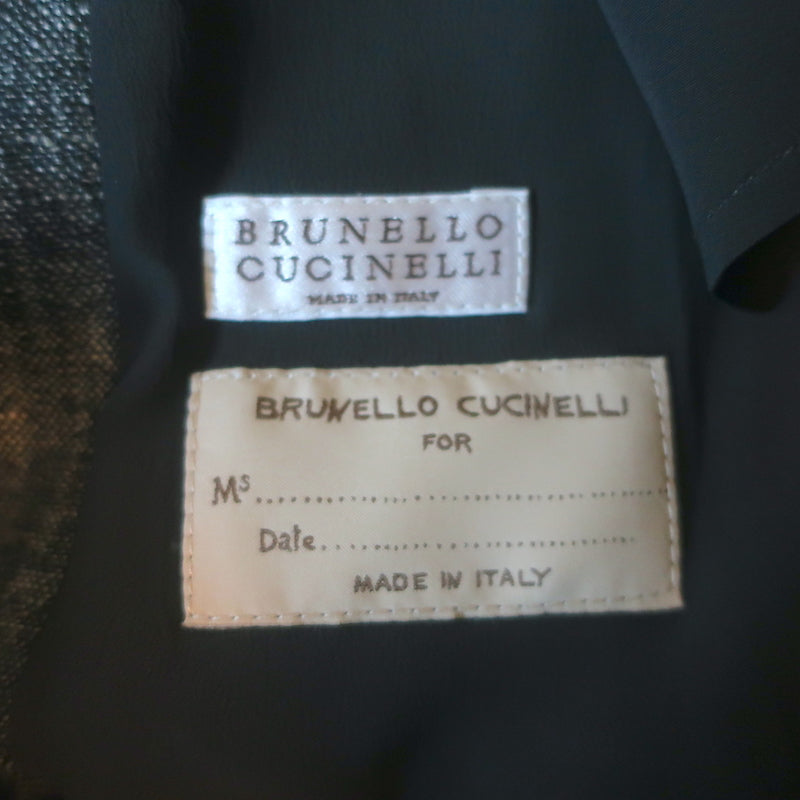 BRUNELLO
CUCINELLI
MADE IN ITALY
BRUNELLO CUCINELLI
FOR
Ms........................................................
Date............................................
MADE IN ITALY